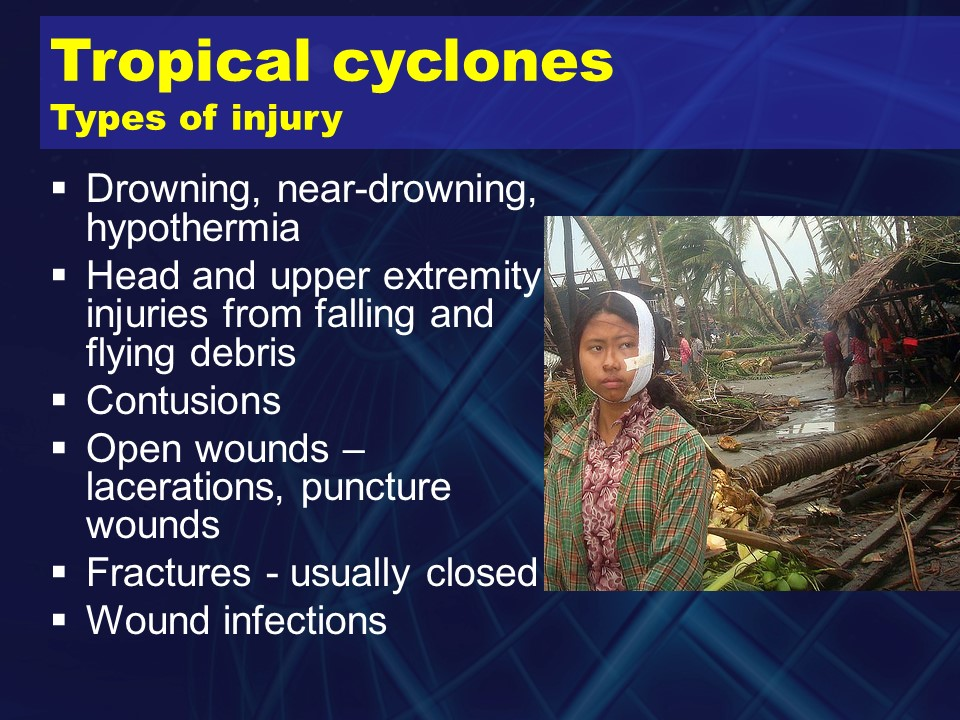 Tropical cyclones
Types of injury
▪ Drowning, near-drowning,
hypothermia
▪ Head and upper extremity
injuries from falling and
flying debris
▪ Contusions
▪ Open wounds –
lacerations, puncture
wounds
▪ Fractures - usually closed
▪ Wound infections